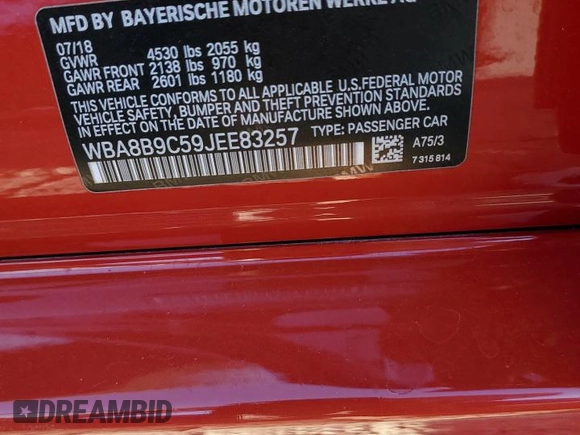 MFD BY BAYERISCHE MOTOREN WERKE AG
07/18
GVWR 4530 lbs 2055 kg
GAWR FRONT 2138 lbs 970 kg
GAWR REAR 2601 lbs 1180 kg
THIS VEHICLE CONFORMS TO ALL APPLICABLE U.S.FEDERAL MOTOR
VEHICLE SAFETY, BUMPER, AND THEFT PREVENTION STANDARDS
IN EFFECT ON THE DATE OF MANUFACTURE SHOWN ABOVE.
WBA8B9C59JEE83257 TYPE: PASSENGER CAR
A75/3
7 315 814
DREAMBID